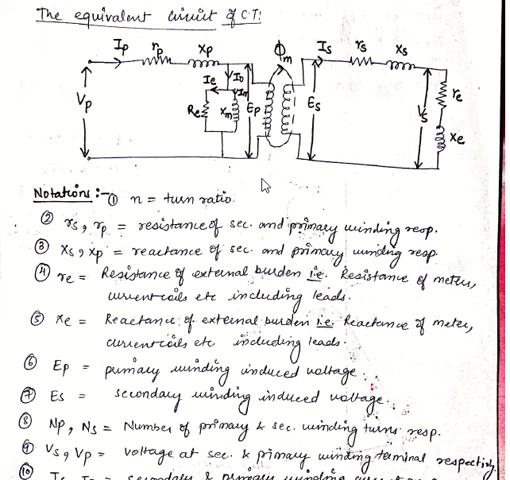 The equivalent circuit of C.T:
Ip rp xp Φm Is rs xs
Ie Io Im
Vp Re xm Ep Es Vs re xe
Notations :- ① n = turn ratio.
② rs, rp = resistance of sec. and primary winding resp.
③ xs, xp = reactance of sec. and primary winding resp.
④ re = Resistance of external burden i.e. Resistance of meters,
current coils etc including leads.
⑤ xe = Reactance of external burden i.e. Reactance of meter,
current coils etc including leads.
⑥ Ep = primary winding induced voltage
⑦ Es = secondary winding induced voltage.
⑧ Np, Ns = Number of primary & sec. winding turns resp.
⑨ Vs, Vp = voltage at sec. & primary winding terminal respectively
⑩ = secondary & primary winding